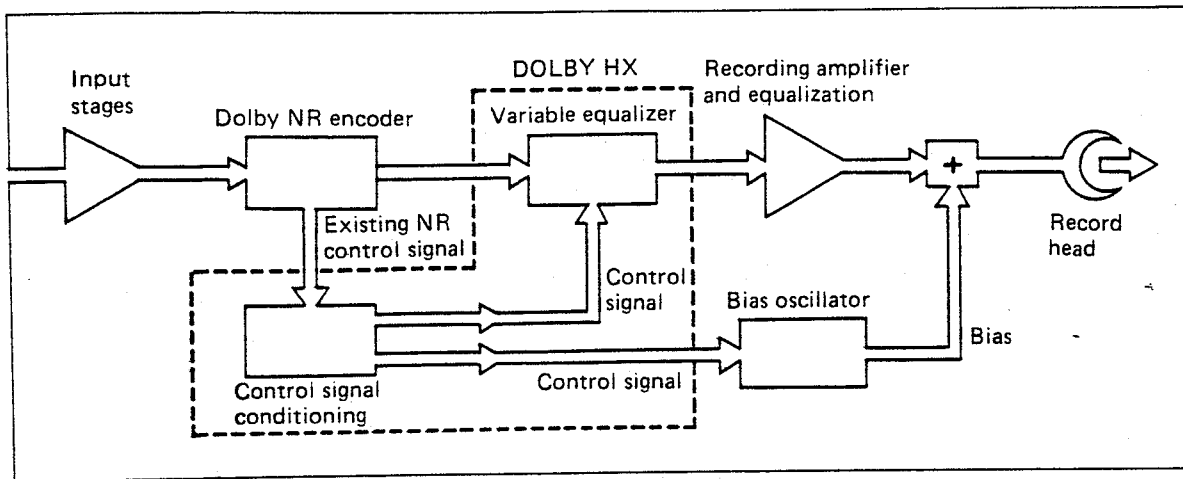 Input
stages
Dolby NR encoder
DOLBY HX
Variable equalizer
Recording amplifier
and equalization
+
Existing NR
control signal
Control
signal
Record
head
Bias oscillator
Bias
Control signal
Control signal
conditioning